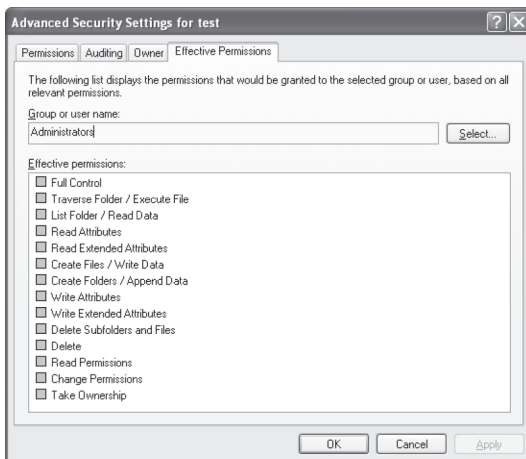 Advanced Security Settings for test
Permissions Auditing Owner Effective Permissions
The following list displays the permissions that would be granted to the selected group or user, based on all
relevant permissions.
Group or user name:
Administrators
Select...
Effective permissions:
Full Control
Traverse Folder / Execute File
List Folder / Read Data
Read Attributes
Read Extended Attributes
Create Files / Write Data
Create Folders / Append Data
Write Attributes
Write Extended Attributes
Delete Subfolders and Files
Delete
Read Permissions
Change Permissions
Take Ownership
OK Cancel Apply